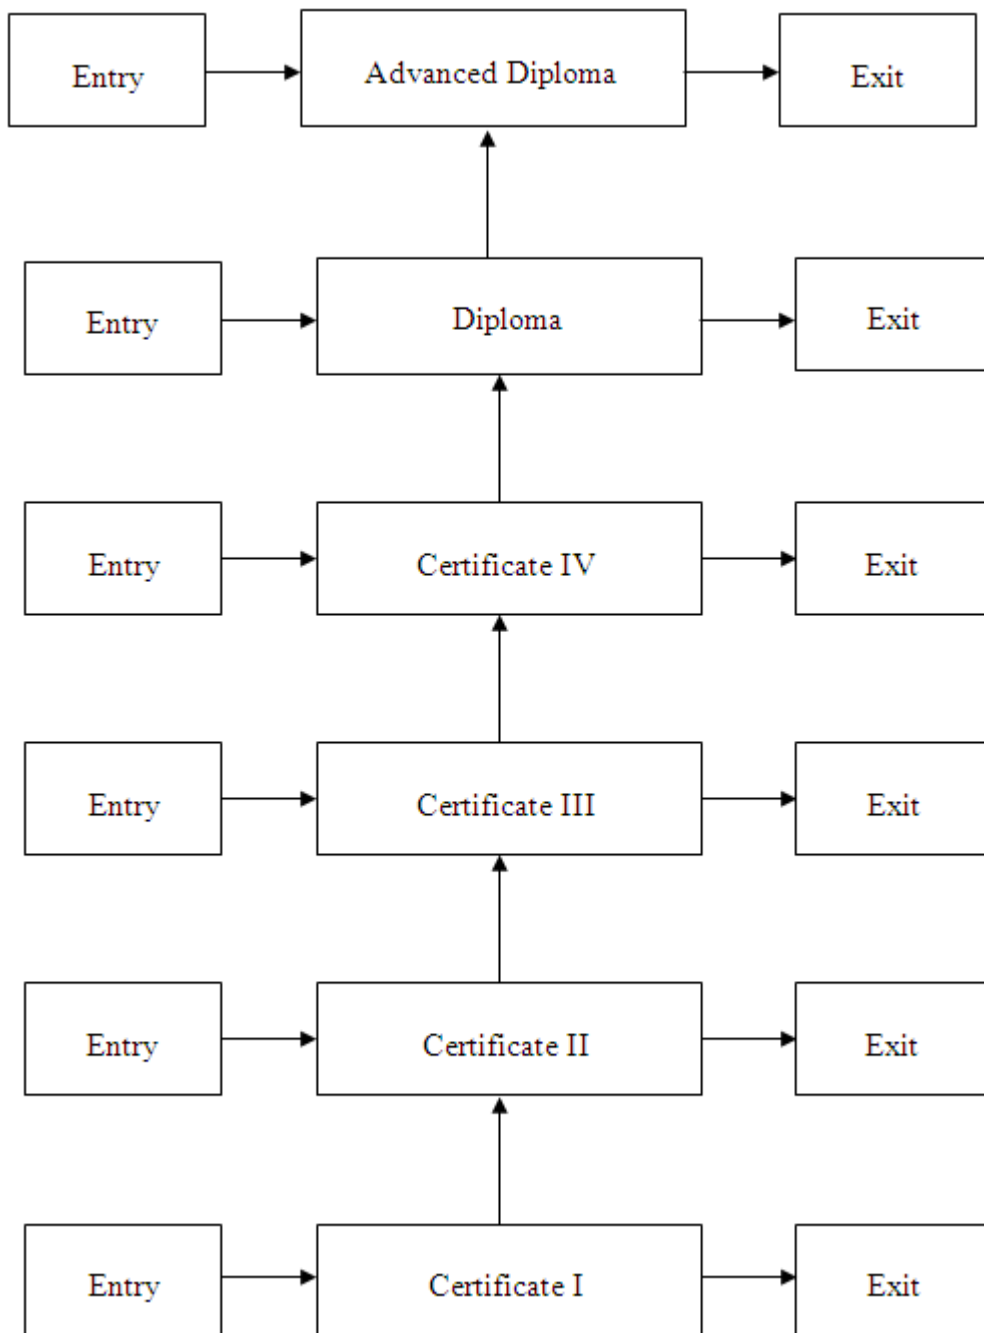 Entry
Advanced Diploma
Exit
Entry
Diploma
Exit
Entry
Certificate IV
Exit
Entry
Certificate III
Exit
Entry
Certificate II
Exit
Entry
Certificate I
Exit